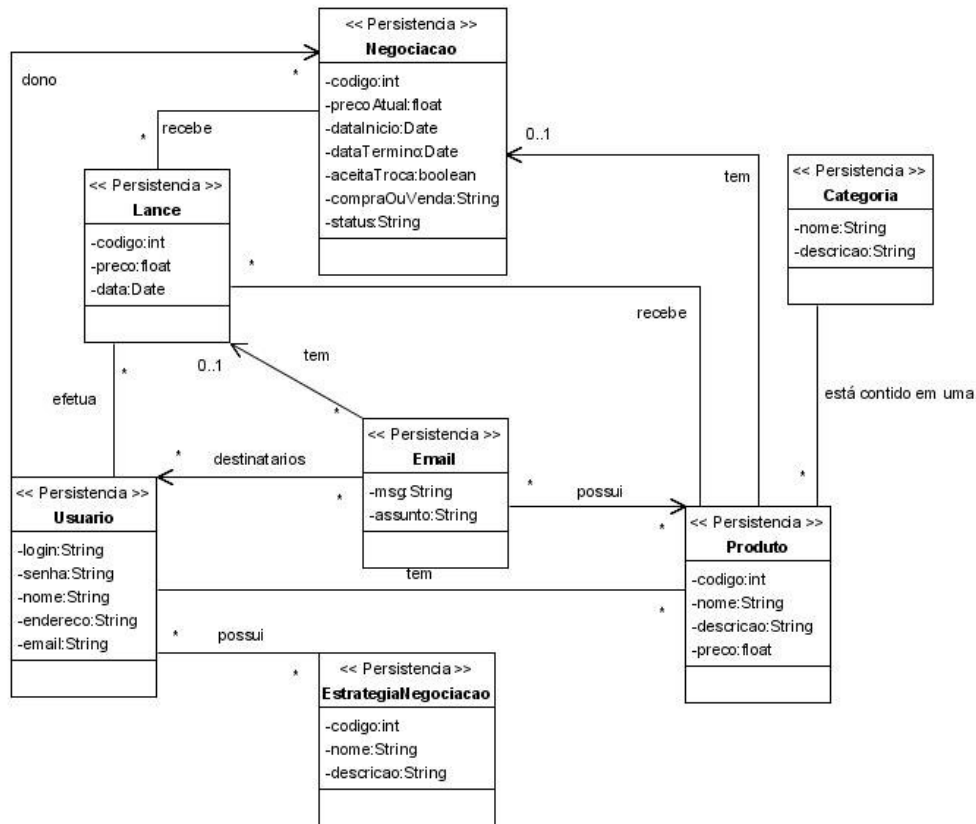 << Persistencia >>
Negociacao
-codigo:int
-precoAtual:float
-dataInicio:Date
-dataTermino:Date
-aceitaTroca:boolean
-compraOuVenda:String
-status:String
dono
*
*
recebe
0..1
tem
<< Persistencia >>
Lance
-codigo:int
-preco:float
-data:Date
<< Persistencia >>
Categoria
-nome:String
-descricao:String
*
recebe
*
efetua
0..1
tem
*
está contido em uma
*
<< Persistencia >>
Email
-msg:String
-assunto:String
*
destinatarios
*
*
possui
*
<< Persistencia >>
Usuario
-login:String
-senha:String
-nome:String
-endereco:String
-email:String
<< Persistencia >>
Produto
-codigo:int
-nome:String
-descricao:String
-preco:float
tem
*
*
possui
*
<< Persistencia >>
EstrategiaNegociacao
-codigo:int
-nome:String
-descricao:String